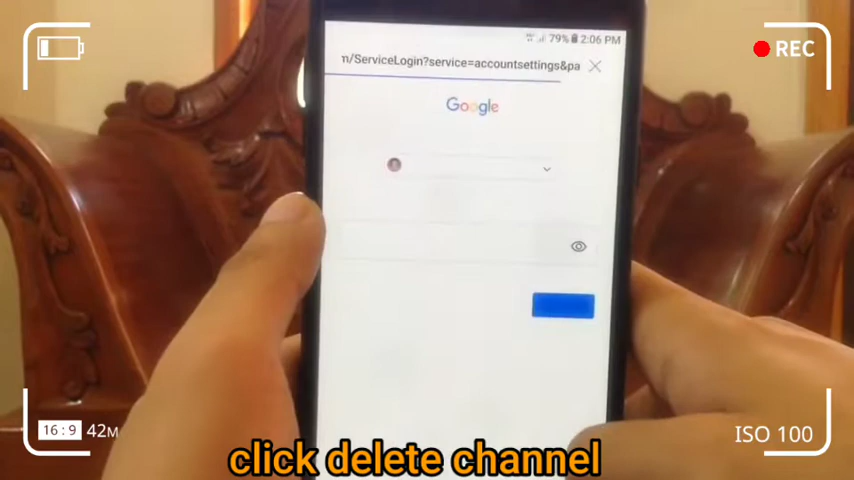 REC
79% 2:06 PM
n/ServiceLogin?service=accountsettings&pa
Google
16:9 42M
ISO 100
click delete channel